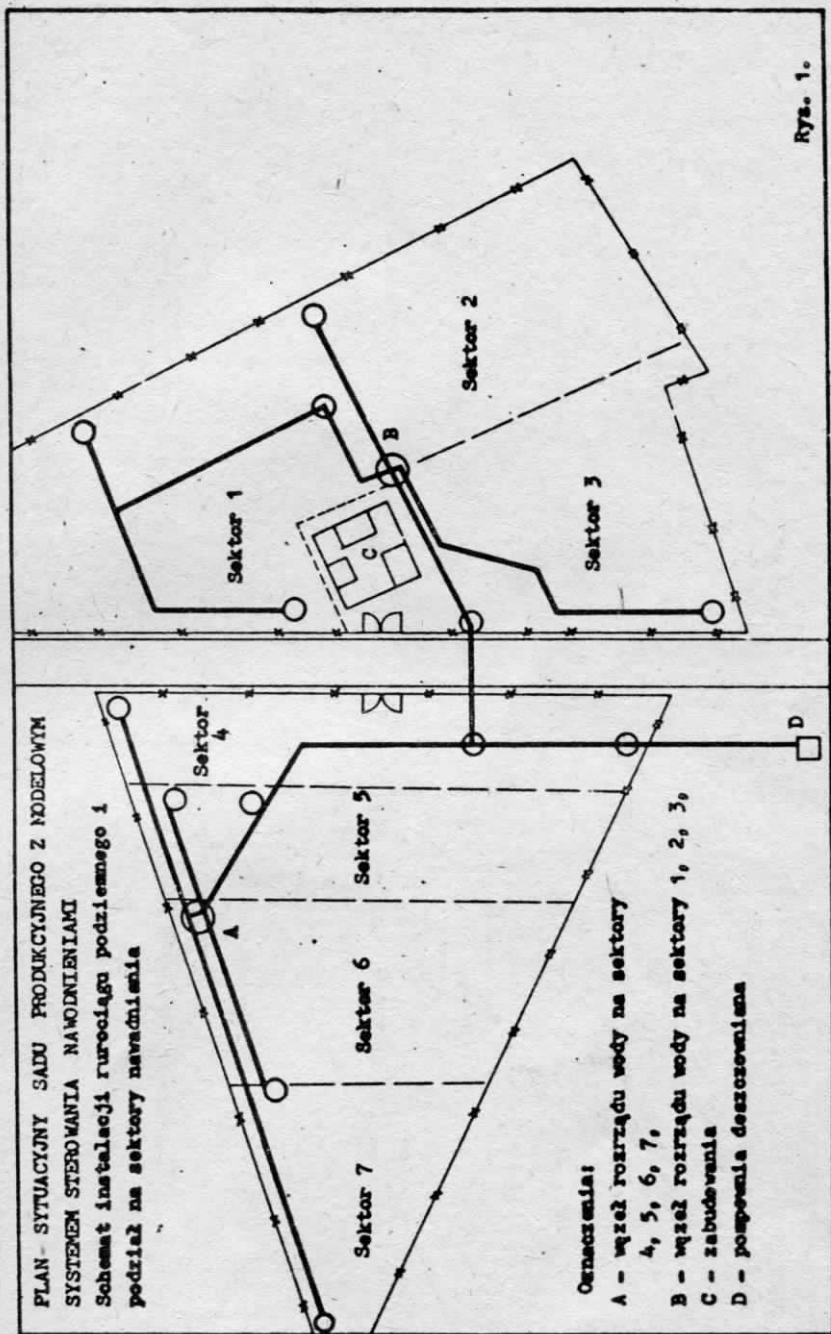 PLAN- SYTUACYJNY SADU PRODUKCYJNEGO Z MODELOWYM
SYSTEMEM STEROWANIA NAWODNIENIAMI
Schemat instalacji rurociągu podziemnego i
podział na sektory nawadniania
Sektor
4
Sektor 5
Sektor 6
Sektor 7
A
D
Sektor 1
Sektor 2
Sektor 3
B
C
Oznaczenia:
A - węzeł rozrządu wody na sektory
4, 5, 6, 7,
B - węzeł rozrządu wody na sektory 1, 2, 3,
C - zabudowania
D - pompownia deszczowniana
Rys. 1.